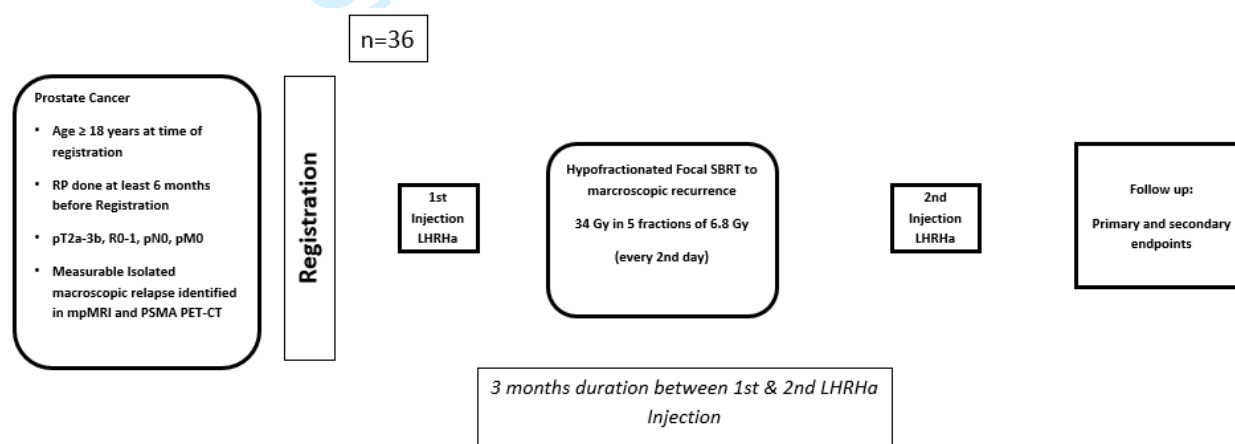 n=36
Prostate Cancer
• Age ≥ 18 years at time of
registration
• RP done at least 6 months
before Registration
• pT2a-3b, R0-1, pN0, pM0
• Measurable Isolated
macroscopic relapse identified
in mpMRI and PSMA PET-CT
Registration
1st
Injection
LHRHa
Hypofractionated Focal SBRT to
marcroscopic recurrence
34 Gy in 5 fractions of 6.8 Gy
(every 2nd day)
2nd
Injection
LHRHa
Follow up:
Primary and secondary
endpoints
3 months duration between 1st & 2nd LHRHa
Injection